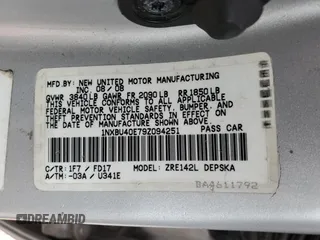 MFD. BY: NEW UNITED MOTOR MANUFACTURING
INC. 08/08
GVWR 3840LB GAWR FR 2090LB RR 1850LB
THIS VEHICLE CONFORMS TO ALL APPLICABLE
FEDERAL MOTOR VEHICLE SAFETY, BUMPER, AND
THEFT PREVENTION STANDARDS IN EFFECT ON
THE DATE OF MANUFACTURE SHOWN ABOVE.
1NXBU40E79Z094251 PASS CAR
C/TR: 1F7 / FD17 MODEL: ZRE142L DEPSKA
A/TM: -03A / U341E
DREAMBID